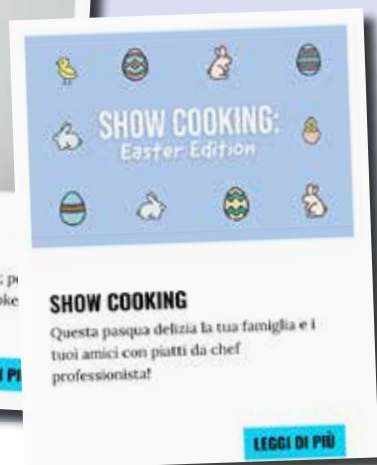 SHOW COOKING:
Easter Edition
SHOW COOKING
Questa pasqua delizia la tua famiglia e i
tuoi amici con piatti da chef
professionista!
LEGGI DI PIÙ